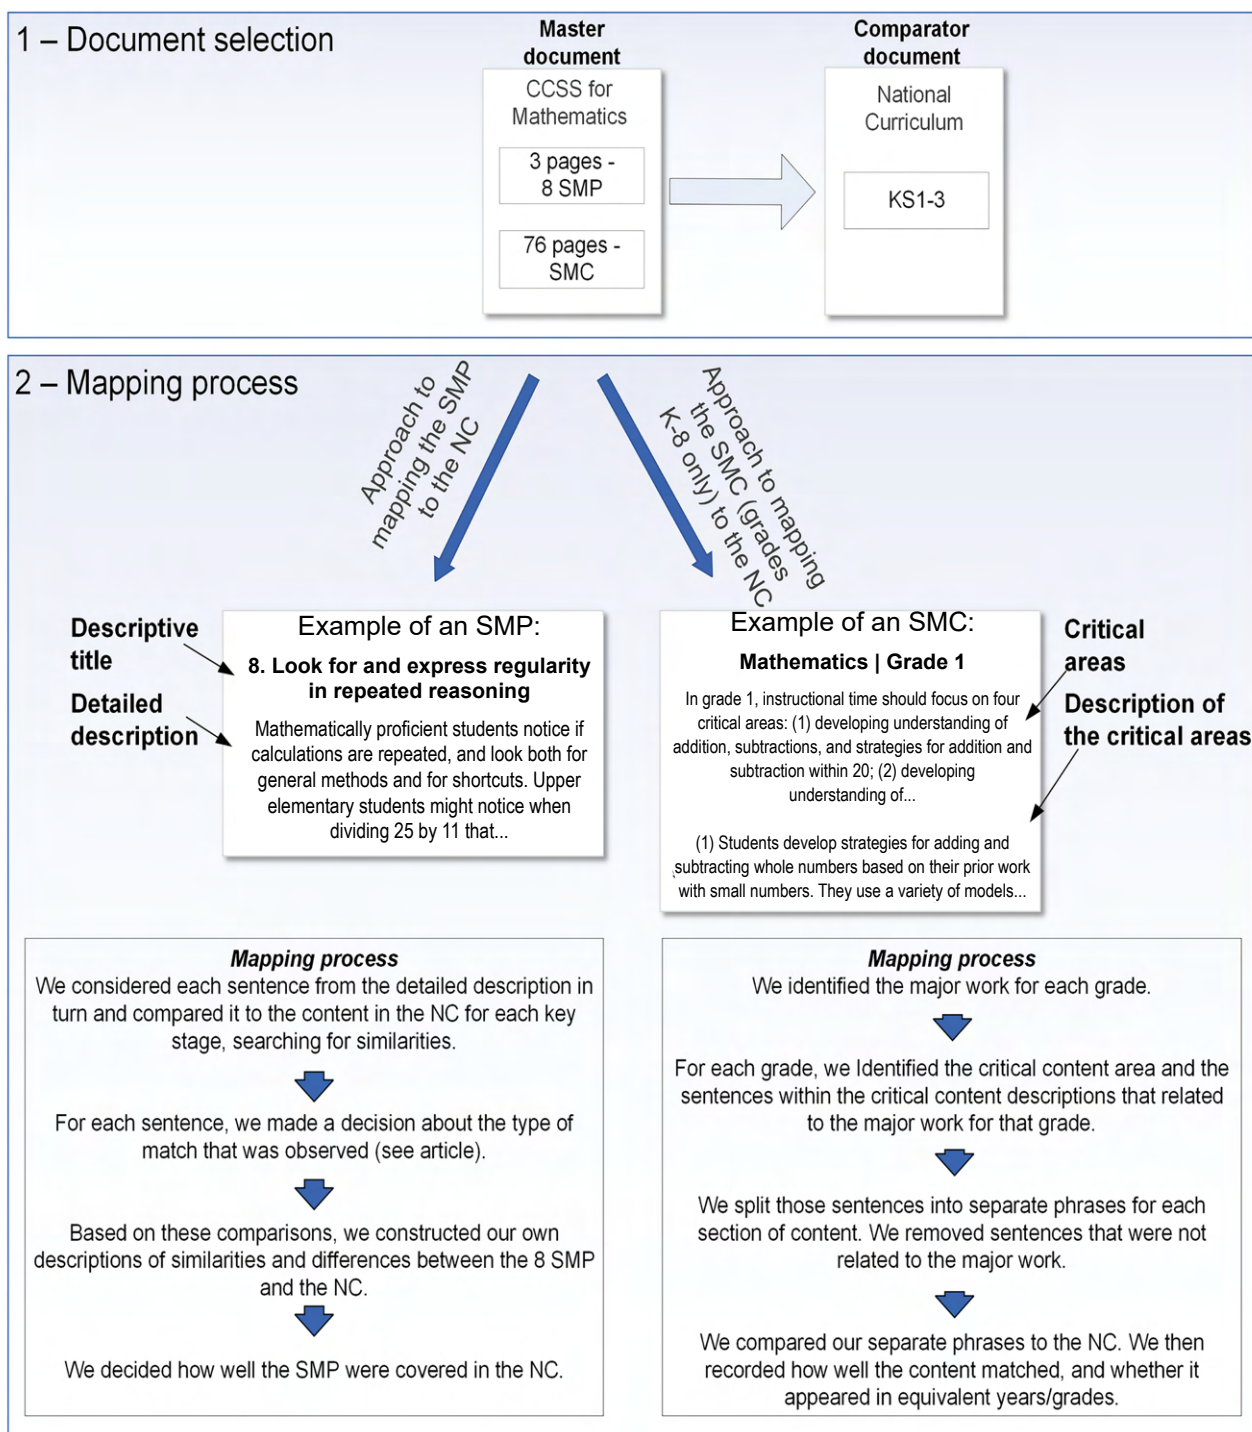 1 – Document selection
Master
document
CCSS for
Mathematics
3 pages -
8 SMP
76 pages -
SMC
Comparator
document
National
Curriculum
KS1-3
2 – Mapping process
Approach to
mapping the SMP
to the NC
Approach to mapping
the SMC (grades
K-8 only) to the NC
Descriptive
title
Detailed
description
Example of an SMP:
8. Look for and express regularity
in repeated reasoning
Mathematically proficient students notice if
calculations are repeated, and look both for
general methods and for shortcuts. Upper
elementary students might notice when
dividing 25 by 11 that...
Example of an SMC:
Mathematics | Grade 1
In grade 1, instructional time should focus on four
critical areas: (1) developing understanding of
addition, subtractions, and strategies for addition and
subtraction within 20; (2) developing
understanding of...
(1) Students develop strategies for adding and
subtracting whole numbers based on their prior work
with small numbers. They use a variety of models...
Critical
areas
Description of
the critical areas
Mapping process
We considered each sentence from the detailed description in
turn and compared it to the content in the NC for each key
stage, searching for similarities.
For each sentence, we made a decision about the type of
match that was observed (see article).
Based on these comparisons, we constructed our own
descriptions of similarities and differences between the 8 SMP
and the NC.
We decided how well the SMP were covered in the NC.
Mapping process
We identified the major work for each grade.
For each grade, we Identified the critical content area and the
sentences within the critical content descriptions that related
to the major work for that grade.
We split those sentences into separate phrases for each
section of content. We removed sentences that were not
related to the major work.
We compared our separate phrases to the NC. We then
recorded how well the content matched, and whether it
appeared in equivalent years/grades.